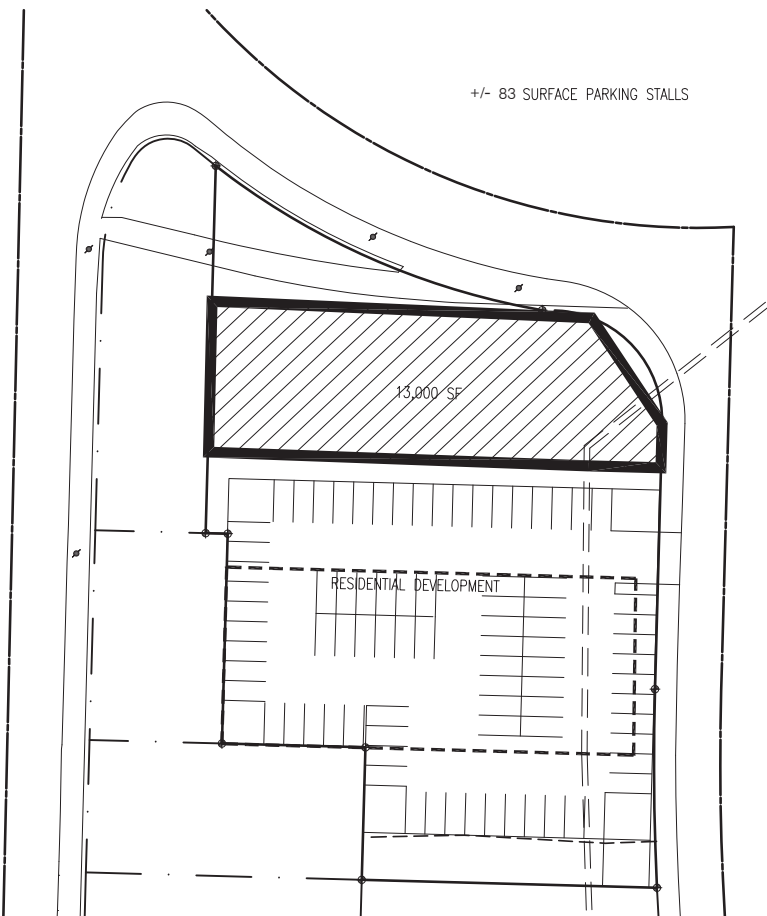 +/- 83 SURFACE PARKING STALLS
13,000 SF
RESIDENTIAL DEVELOPMENT